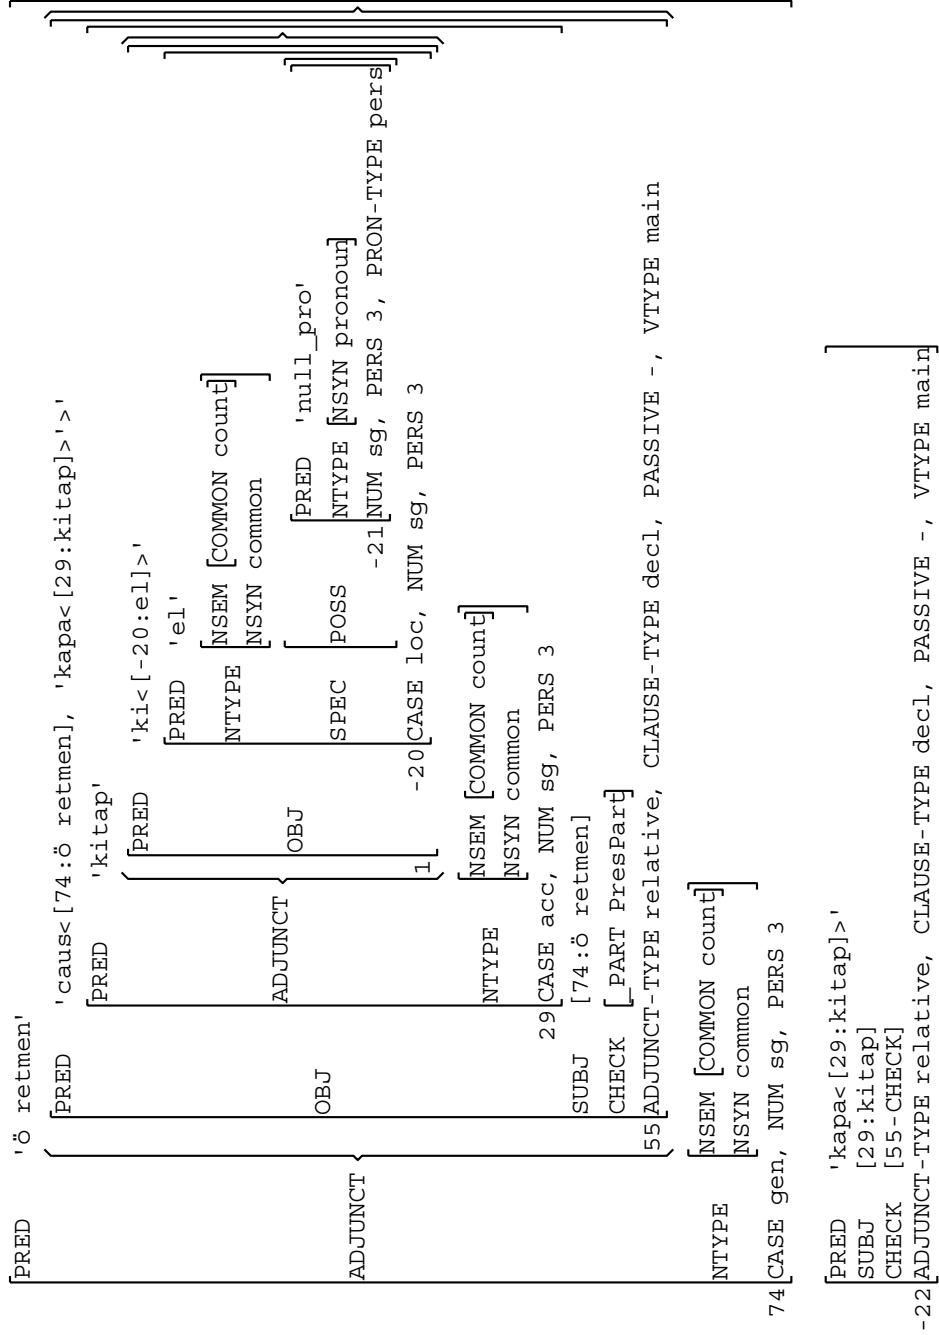 PRED 'Ö retmen'
PRED 'caus<[74:Ö retmen], 'kapa<[29:kitap]>'>'
PRED 'kitap'
PRED 'ki<[-20:el]>'
PRED 'el'
NTYPE NSEM [COMMON count]
NSYN common
SPEC POSS PRED 'null_pro'
NTYPE [NSYN pronoun]
-21 NUM sg, PERS 3, PRON-TYPE pers
OBJ
-20 CASE loc, NUM sg, PERS 3
ADJUNCT
1
NTYPE NSEM [COMMON count]
NSYN common
OBJ
29 CASE acc, NUM sg, PERS 3
SUBJ [74:Ö retmen]
CHECK [_PART PresPart]
ADJUNCT
55 ADJUNCT-TYPE relative, CLAUSE-TYPE decl, PASSIVE -, VTYPE main
NTYPE NSEM [COMMON count]
NSYN common
74 CASE gen, NUM sg, PERS 3
PRED 'kapa<[29:kitap]>'
SUBJ [29:kitap]
CHECK [55-CHECK]
-22 ADJUNCT-TYPE relative, CLAUSE-TYPE decl, PASSIVE -, VTYPE main